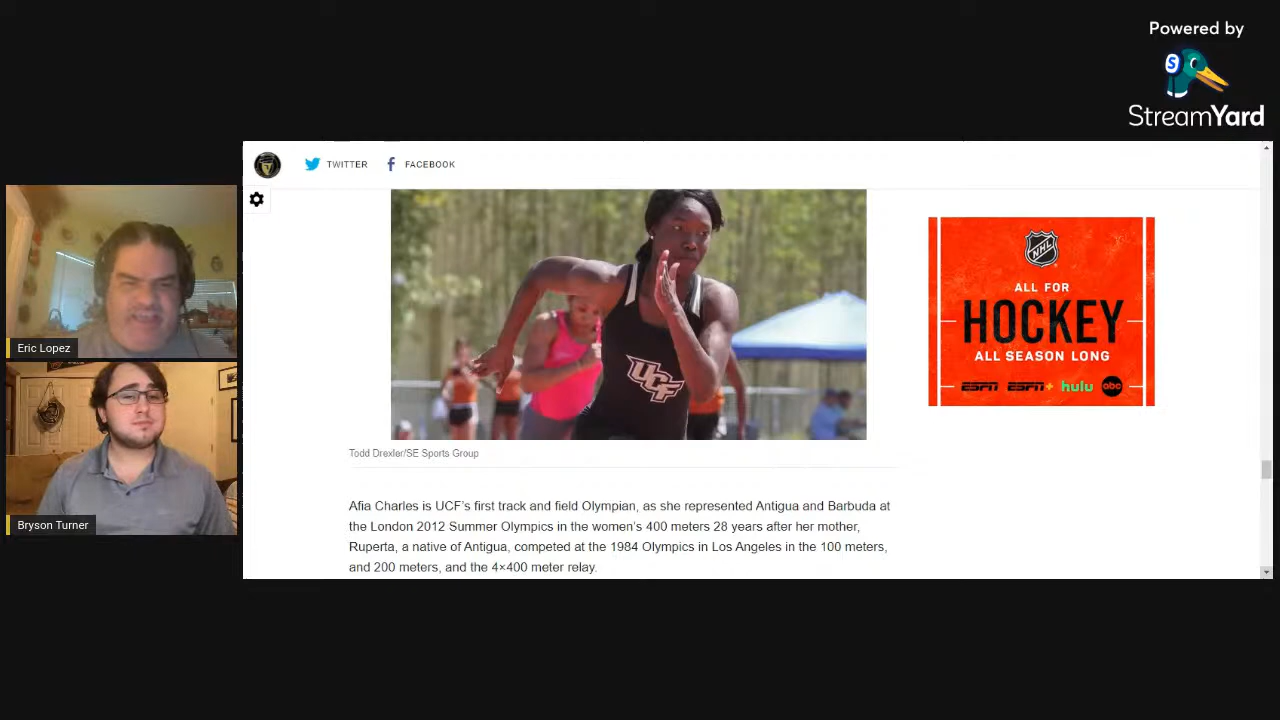 Powered by
StreamYard
TWITTER
FACEBOOK
NHL
ALL FOR
HOCKEY
ALL SEASON LONG
ESPN ESPN+ hulu abc
UCF
Eric Lopez
Bryson Turner
Todd Drexler/SE Sports Group
Afia Charles is UCF’s first track and field Olympian, as she represented Antigua and Barbuda at
the London 2012 Summer Olympics in the women’s 400 meters 28 years after her mother,
Ruperta, a native of Antigua, competed at the 1984 Olympics in Los Angeles in the 100 meters,
and 200 meters, and the 4×400 meter relay.